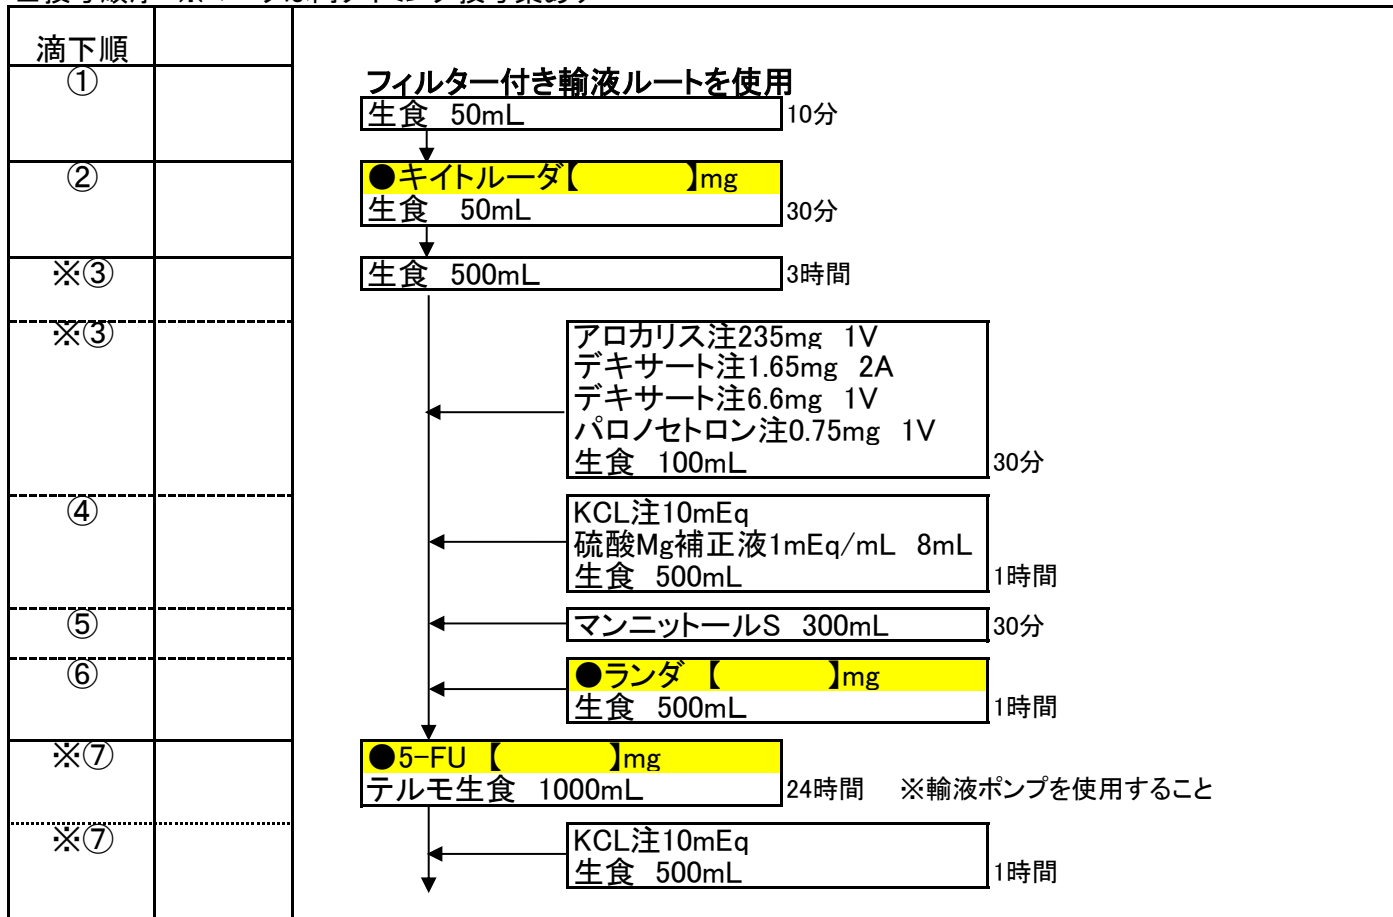 滴下順
①
フィルター付き輸液ルートを使用
生食 50mL 10分
②
●キイトルーダ【 】mg
生食 50mL 30分
※③
生食 500mL 3時間
※③
アロカリス注235mg 1V
デキサート注1.65mg 2A
デキサート注6.6mg 1V
パロノセトロン注0.75mg 1V
生食 100mL 30分
④
KCL注10mEq
硫酸Mg補正液1mEq/mL 8mL
生食 500mL 1時間
⑤
マンニットールS 300mL 30分
⑥
●ランダ 【 】mg
生食 500mL 1時間
※⑦
●5-FU 【 】mg
テルモ生食 1000mL 24時間 ※輸液ポンプを使用すること
※⑦
KCL注10mEq
生食 500mL 1時間